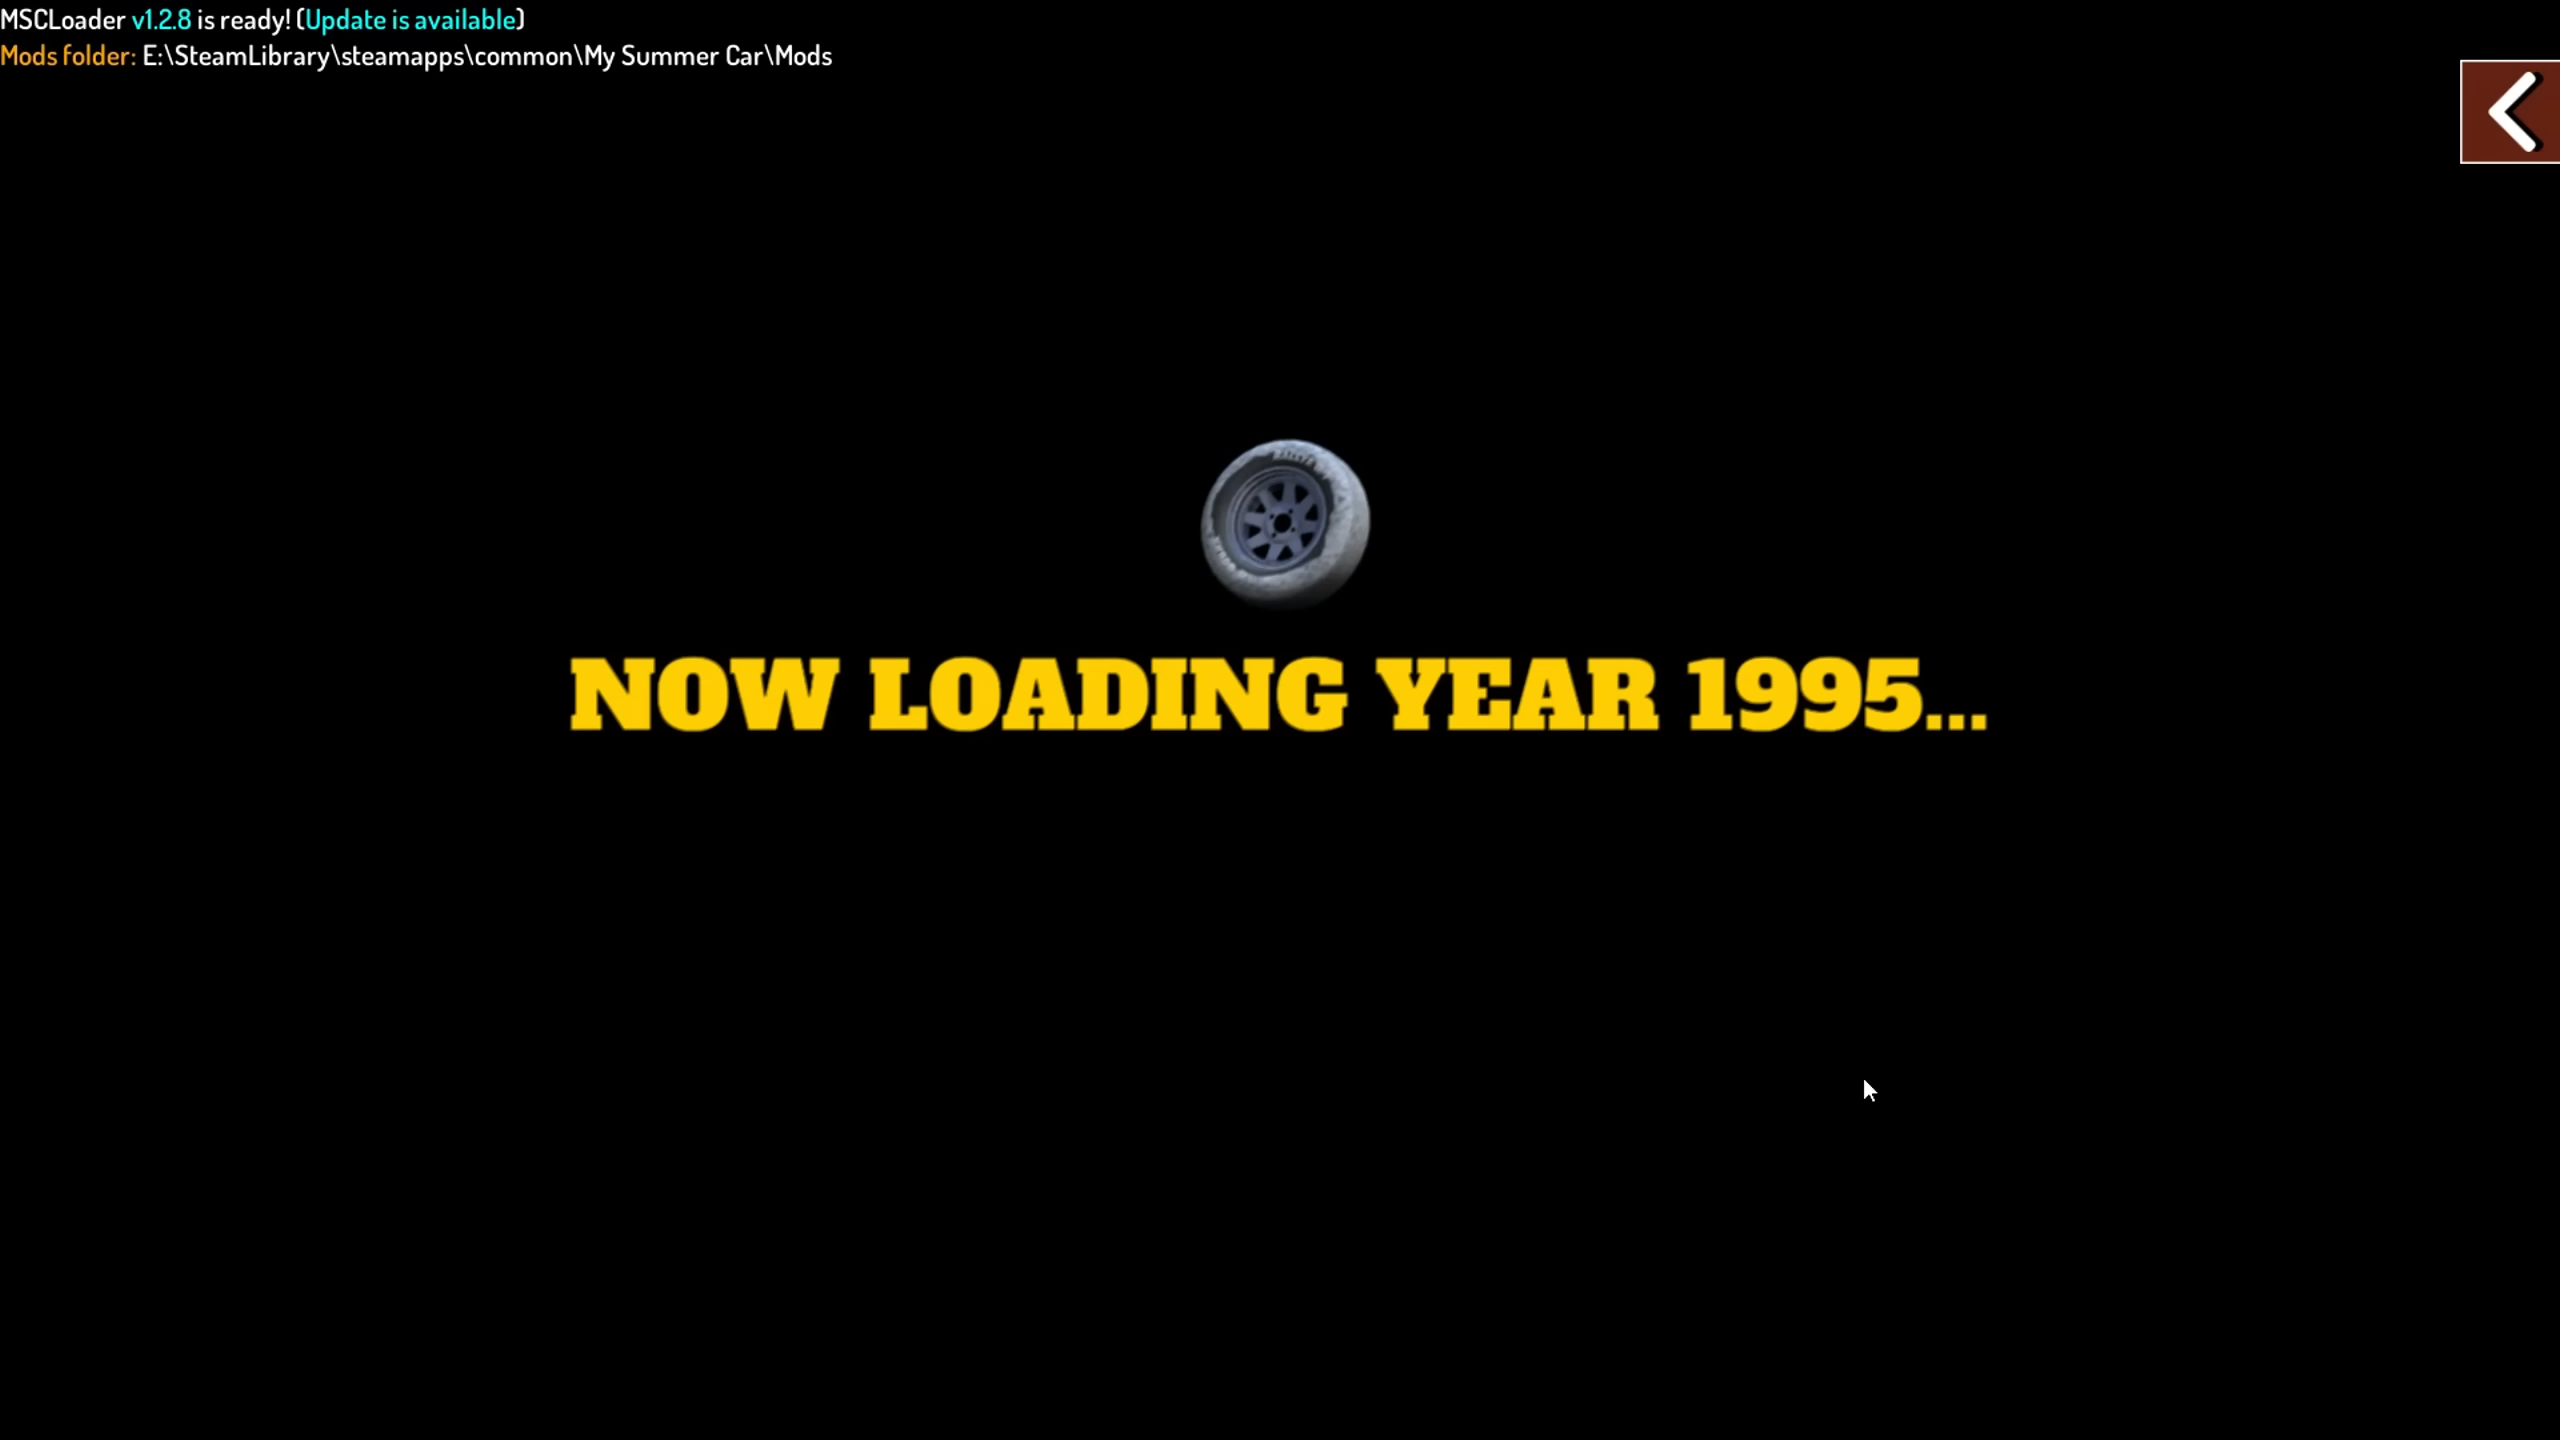 MSCLoader v1.2.8 is ready! (Update is available)
Mods folder: E:\SteamLibrary\steamapps\common\My Summer Car\Mods
NOW LOADING YEAR 1995...